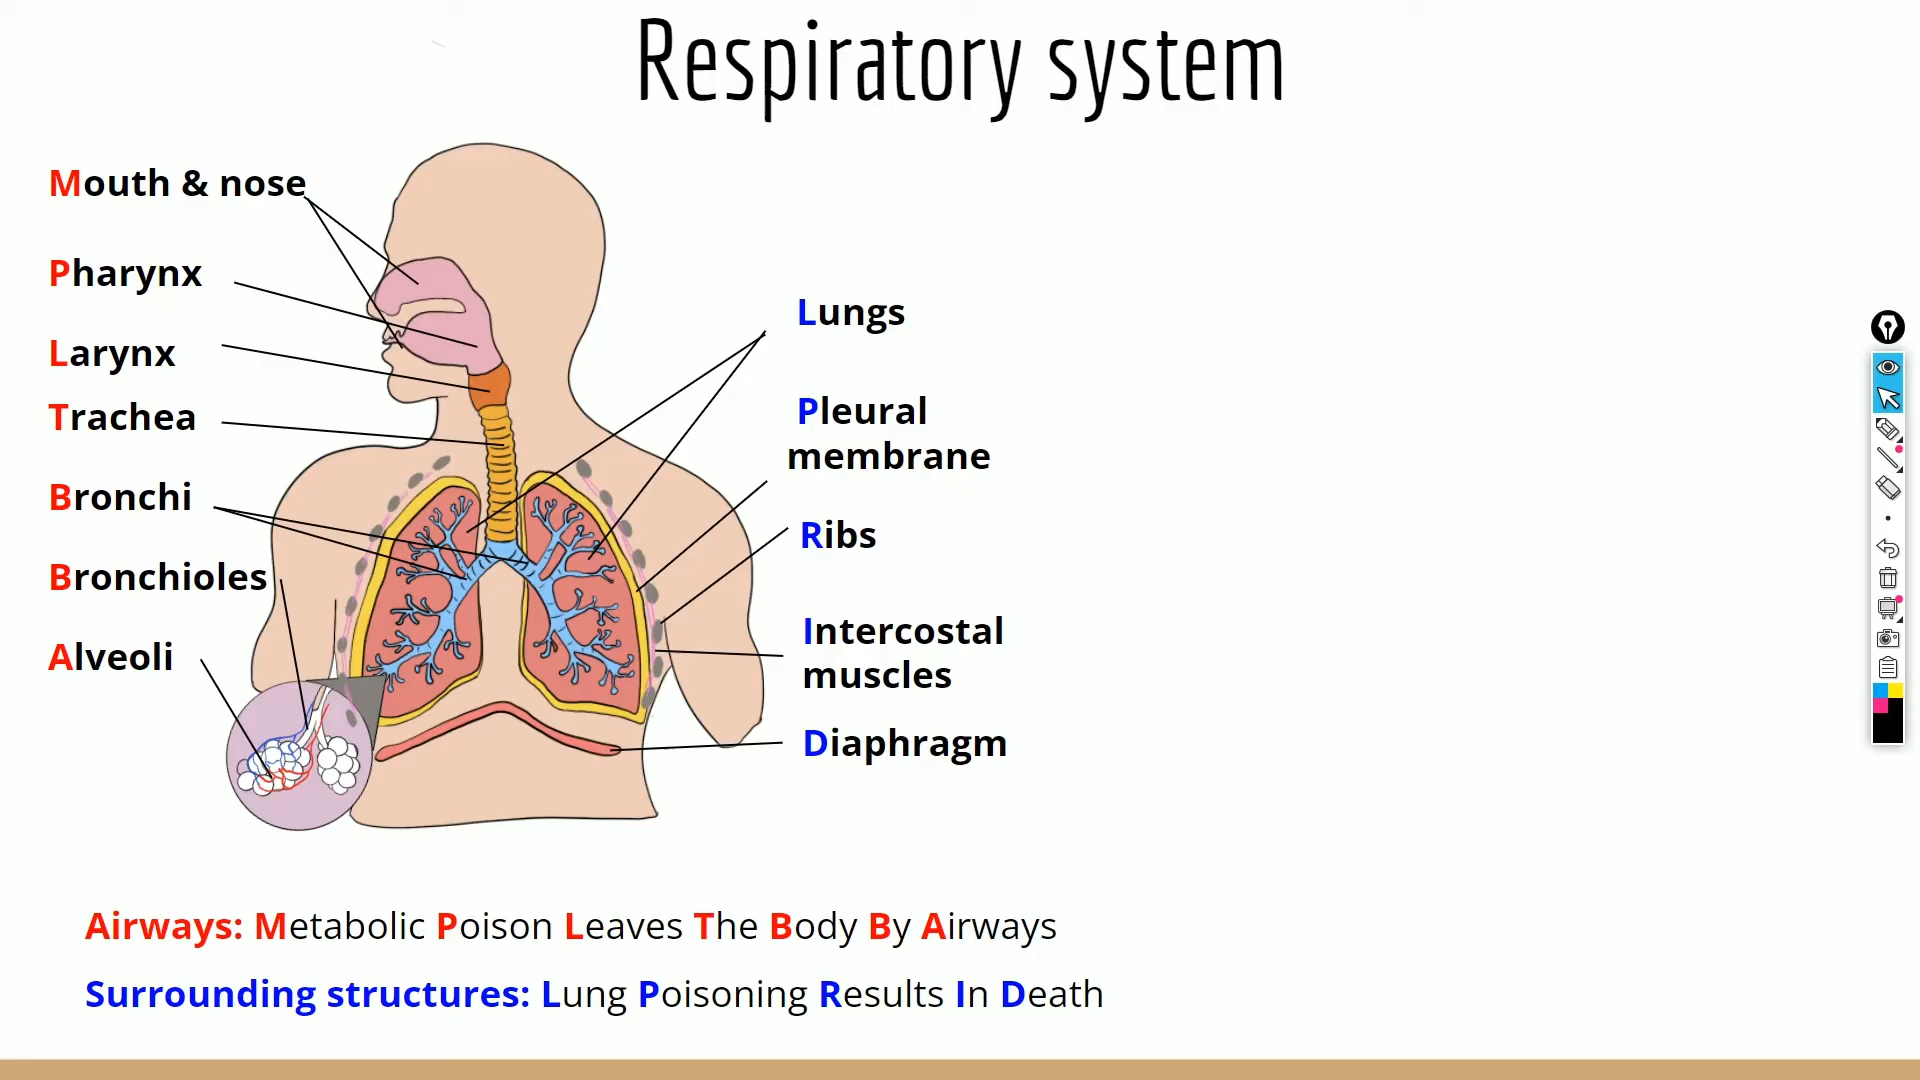 Respiratory system
Mouth & nose
Pharynx
Larynx
Trachea
Bronchi
Bronchioles
Alveoli
Lungs
Pleural
membrane
Ribs
Intercostal
muscles
Diaphragm
Airways: Metabolic Poison Leaves The Body By Airways
Surrounding structures: Lung Poisoning Results In Death